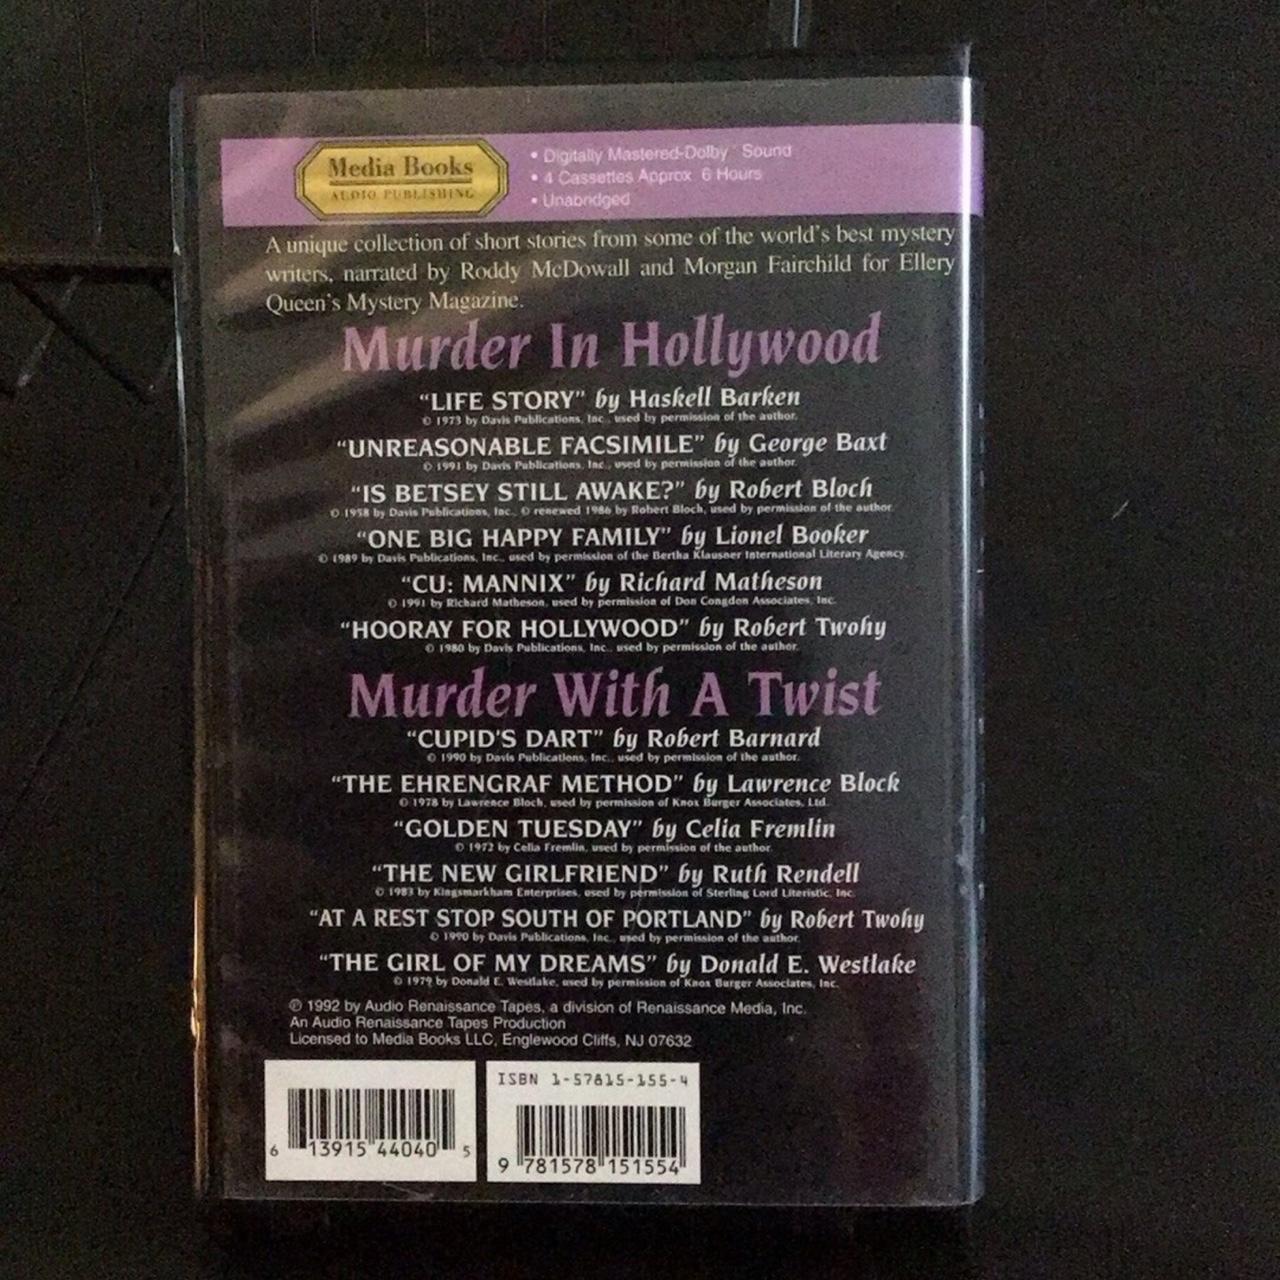 Media Books
AUDIO PUBLISHING
• Digitally Mastered-Dolby Sound
• 4 Cassettes Approx 6 Hours
• Unabridged
A unique collection of short stories from some of the world's best mystery
writers, narrated by Roddy McDowall and Morgan Fairchild for Ellery
Queen's Mystery Magazine.
Murder In Hollywood
"LIFE STORY" by Haskell Barken
© 1973 by Davis Publications, Inc., used by permission of the author.
"UNREASONABLE FACSIMILE" by George Baxt
© 1991 by Davis Publications, Inc., used by permission of the author.
"IS BETSEY STILL AWAKE?" by Robert Bloch
© 1958 by Davis Publications, Inc., © renewed 1986 by Robert Bloch, used by permission of the author.
"ONE BIG HAPPY FAMILY" by Lionel Booker
© 1989 by Davis Publications, Inc., used by permission of the Bertha Klausner International Literary Agency.
"CU: MANNIX" by Richard Matheson
© 1991 by Richard Matheson, used by permission of Don Congdon Associates, Inc.
"HOORAY FOR HOLLYWOOD" by Robert Twohy
© 1980 by Davis Publications, Inc., used by permission of the author.
Murder With A Twist
"CUPID'S DART" by Robert Barnard
© 1990 by Davis Publications, Inc., used by permission of the author.
"THE EHRENGRAF METHOD" by Lawrence Block
© 1978 by Lawrence Bloch, used by permission of Knox Burger Associates, Ltd.
"GOLDEN TUESDAY" by Celia Fremlin
© 1972 by Celia Fremlin, used by permission of the author.
"THE NEW GIRLFRIEND" by Ruth Rendell
© 1983 by Kingsmarkham Enterprises, used by permission of Sterling Lord Literistic, Inc.
"AT A REST STOP SOUTH OF PORTLAND" by Robert Twohy
© 1990 by Davis Publications, Inc., used by permission of the author.
"THE GIRL OF MY DREAMS" by Donald E. Westlake
© 1979 by Donald E. Westlake, used by permission of Knox Burger Associates, Inc.
℗ 1992 by Audio Renaissance Tapes, a division of Renaissance Media, Inc.
An Audio Renaissance Tapes Production
Licensed to Media Books LLC, Englewood Cliffs, NJ 07632
ISBN 1-57815-155-4
6 13915 44040 5
9 781578 151554